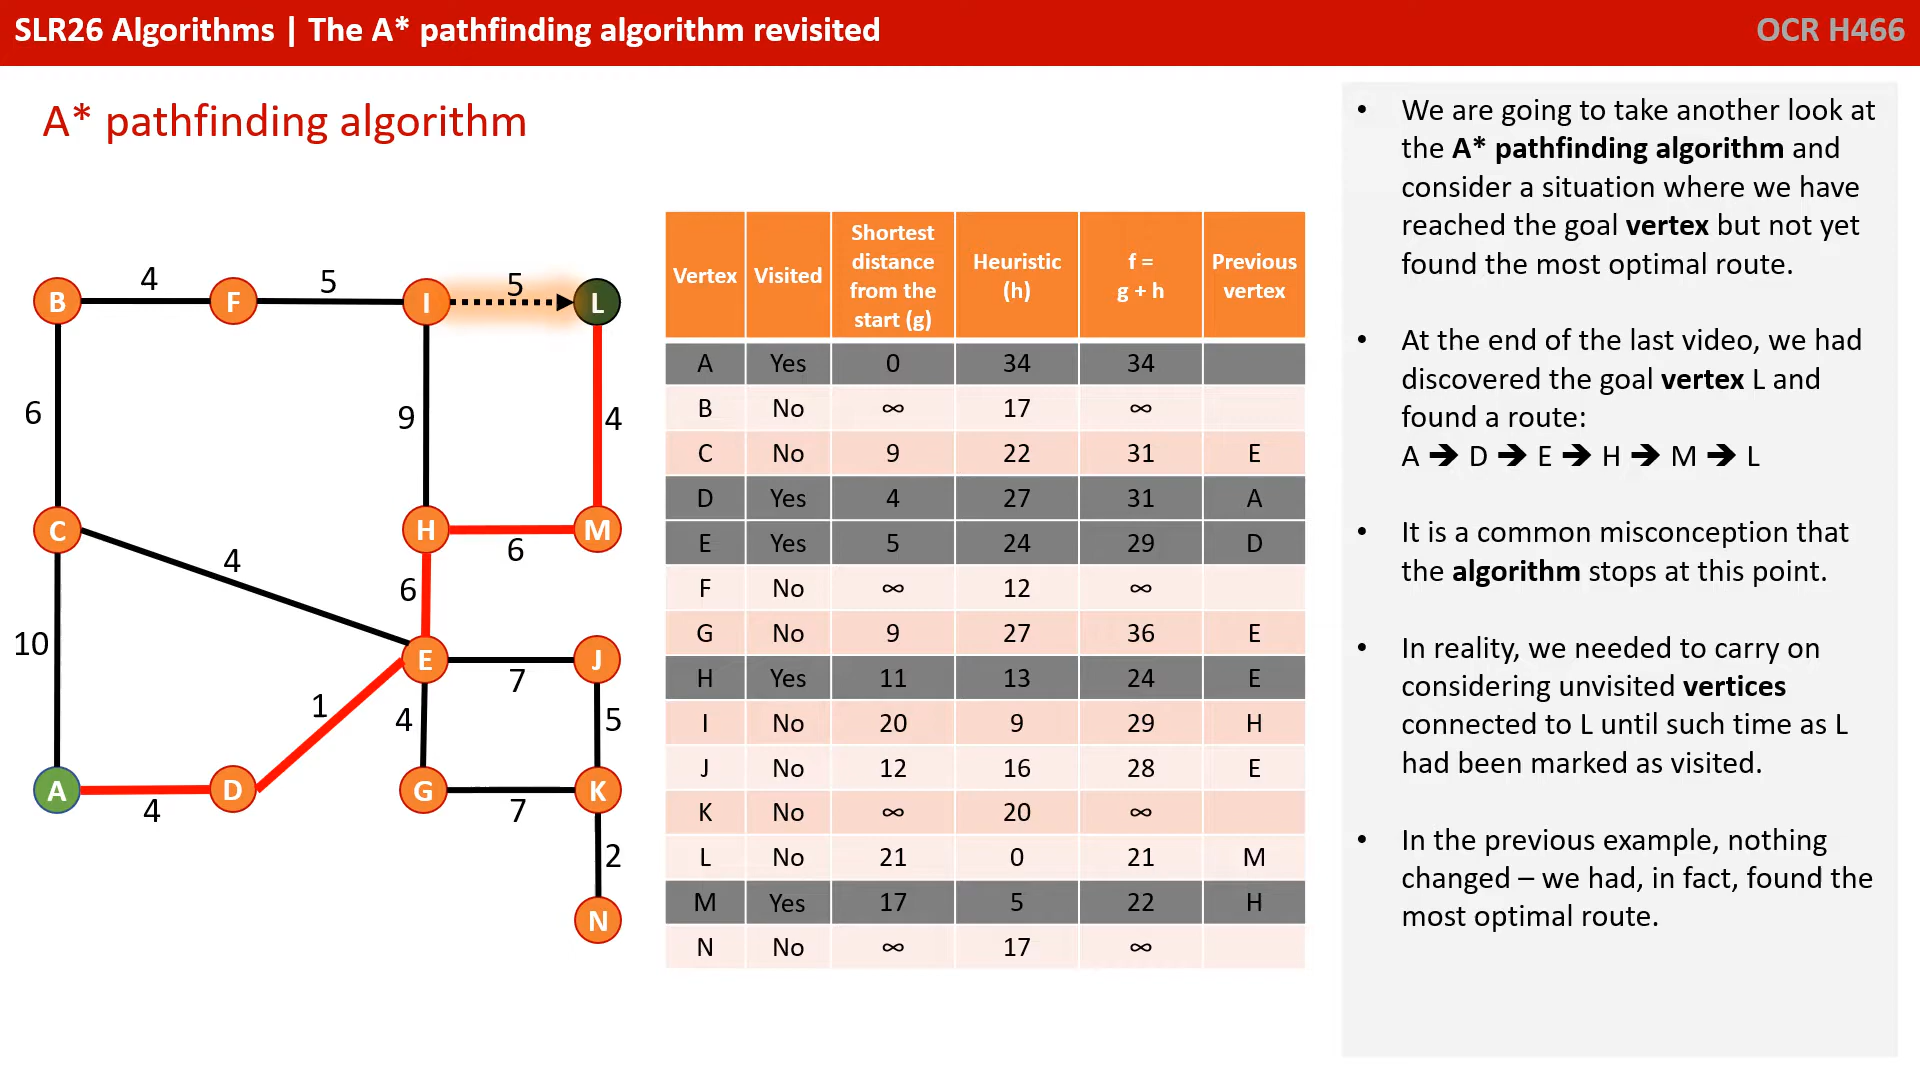 SLR26 Algorithms | The A* pathfinding algorithm revisited
OCR H466
A* pathfinding algorithm
B
4
F
5
I
5
L
6
9
4
C
4
H
6
M
6
10
E
7
J
1
4
5
A
4
D
G
7
K
2
N
Vertex Visited Shortest distance from the start (g) Heuristic (h) f = g + h Previous vertex
A Yes 0 34 34
B No ∞ 17 ∞
C No 9 22 31 E
D Yes 4 27 31 A
E Yes 5 24 29 D
F No ∞ 12 ∞
G No 9 27 36 E
H Yes 11 13 24 E
I No 20 9 29 H
J No 12 16 28 E
K No ∞ 20 ∞
L No 21 0 21 M
M Yes 17 5 22 H
N No ∞ 17 ∞
• We are going to take another look at
the A* pathfinding algorithm and
consider a situation where we have
reached the goal vertex but not yet
found the most optimal route.
• At the end of the last video, we had
discovered the goal vertex L and
found a route:
A ➔ D ➔ E ➔ H ➔ M ➔ L
• It is a common misconception that
the algorithm stops at this point.
• In reality, we needed to carry on
considering unvisited vertices
connected to L until such time as L
had been marked as visited.
• In the previous example, nothing
changed – we had, in fact, found the
most optimal route.